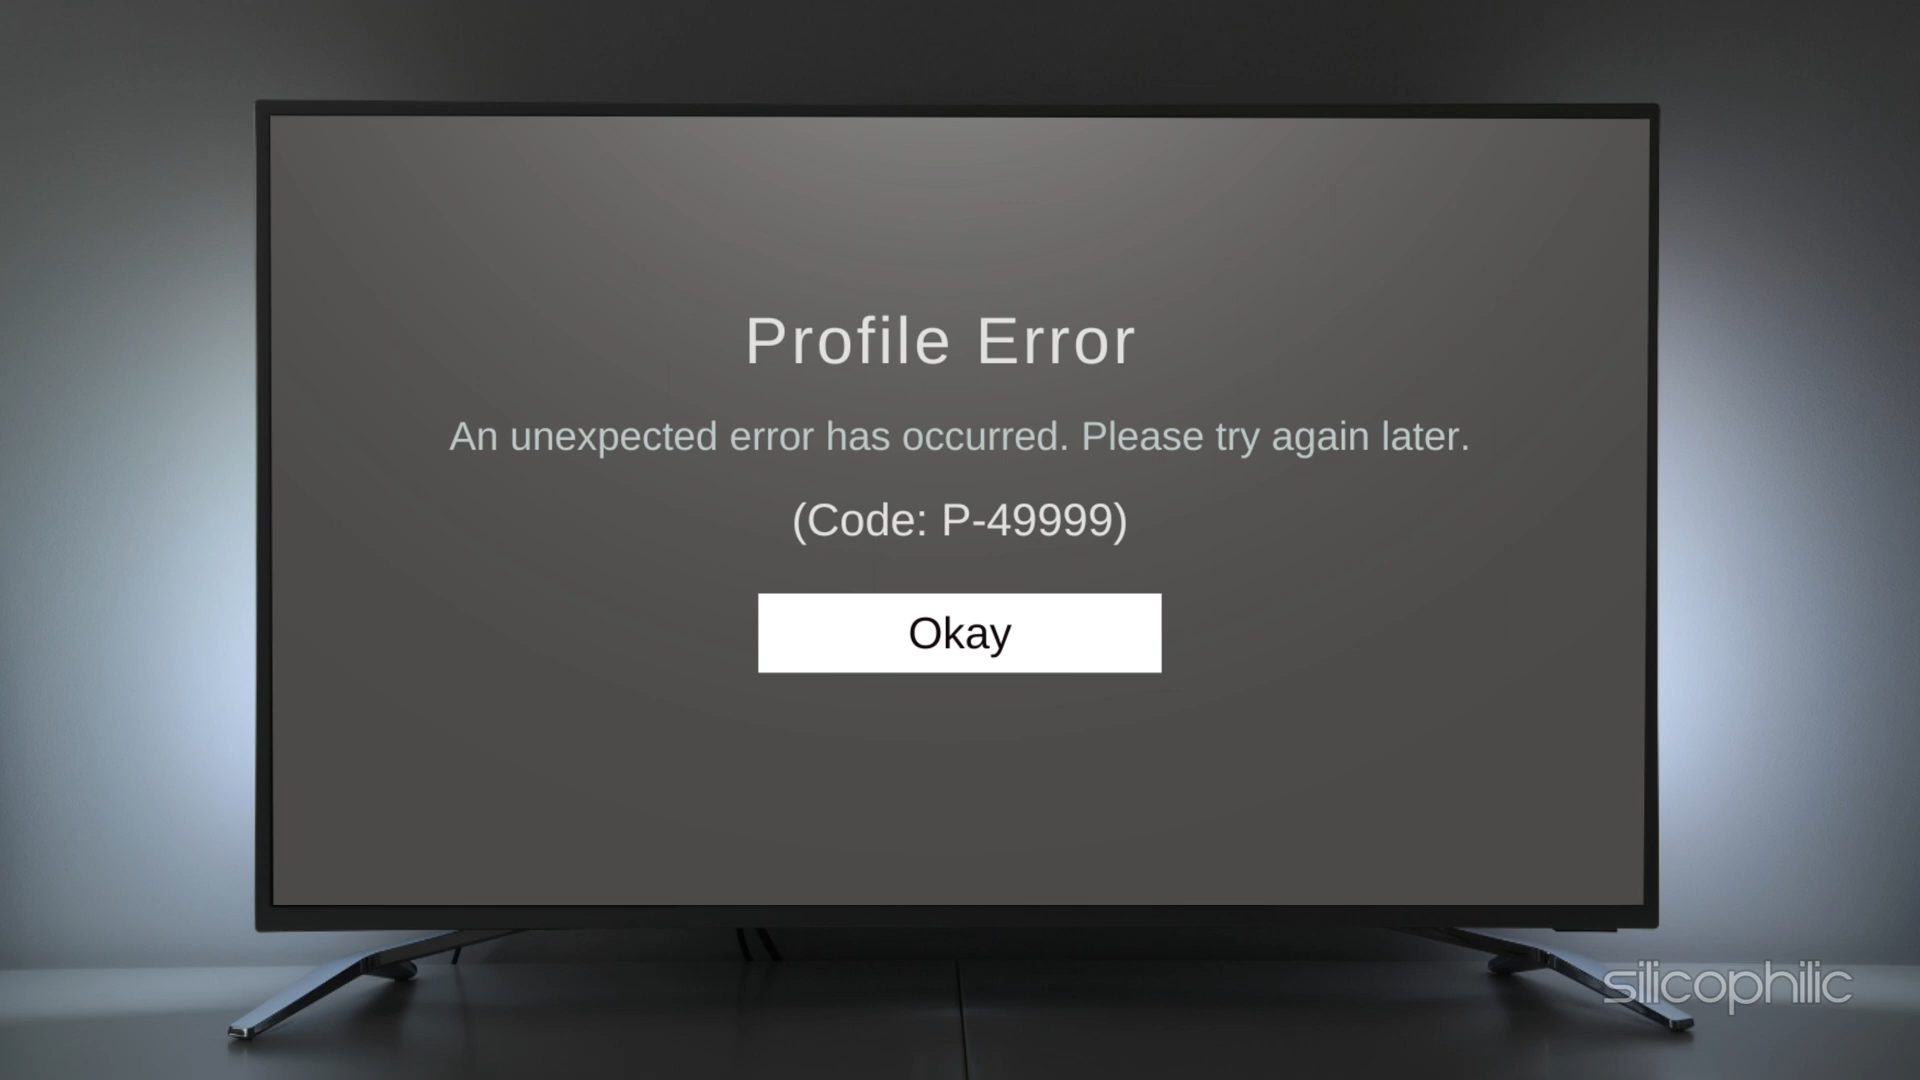 Profile Error
An unexpected error has occurred. Please try again later.
(Code: P-49999)
Okay
silicophilic